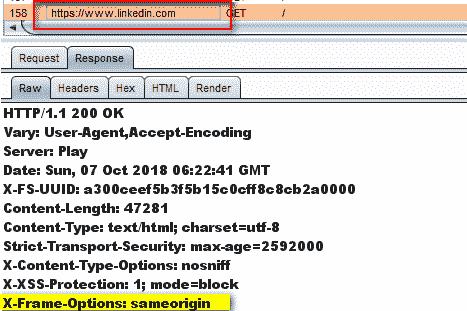 158 https://www.linkedin.com GET /
Request Response
Raw Headers Hex HTML Render
HTTP/1.1 200 OK
Vary: User-Agent,Accept-Encoding
Server: Play
Date: Sun, 07 Oct 2018 06:22:41 GMT
X-FS-UUID: a300ceef5b3f5b15c0cff8c8cb2a0000
Content-Length: 47281
Content-Type: text/html; charset=utf-8
Strict-Transport-Security: max-age=2592000
X-Content-Type-Options: nosniff
X-XSS-Protection: 1; mode=block
X-Frame-Options: sameorigin